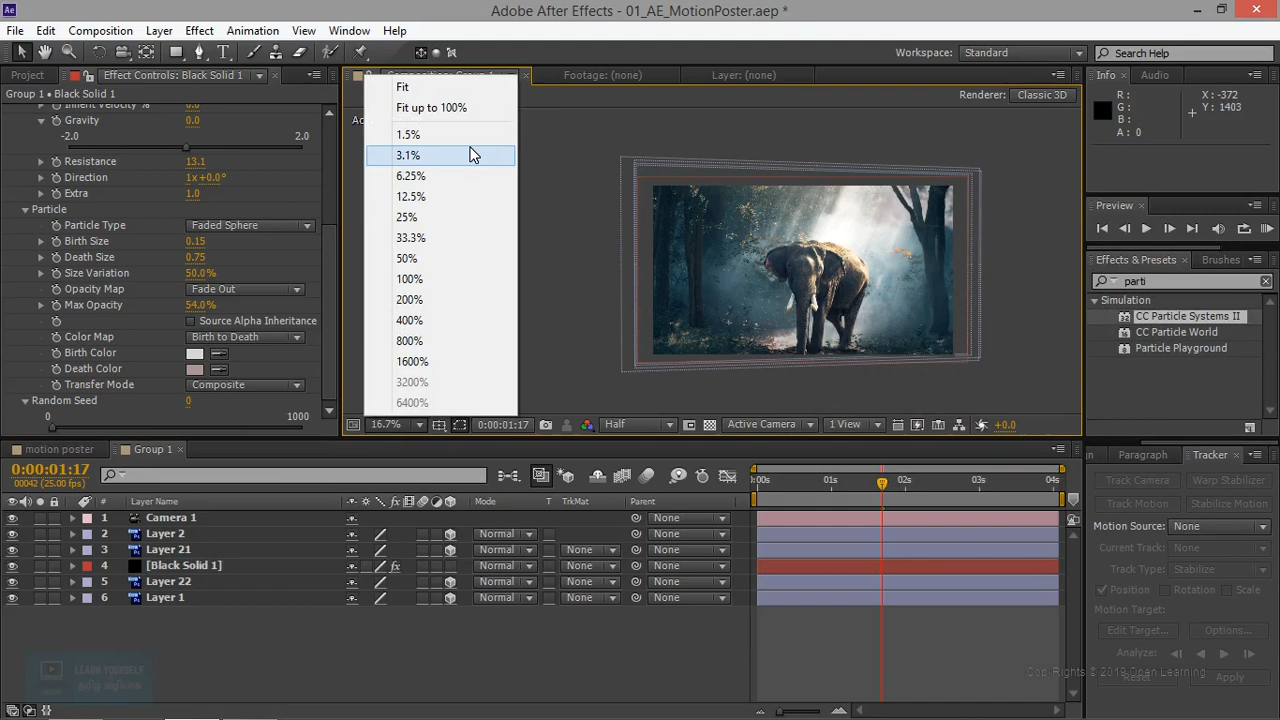 Adobe After Effects - 01_AE_MotionPoster.aep *
File Edit Composition Layer Effect Animation View Window Help
Workspace: Standard Search Help
Project Effect Controls: Black Solid 1
Footage: (none) Layer: (none)
Info Audio
Group 1 • Black Solid 1
Renderer: Classic 3D
R : X : -372
G : Y : 1403
B :
A : 0
Fit
Fit up to 100%
1.5%
3.1%
6.25%
12.5%
25%
33.3%
50%
100%
200%
400%
800%
1600%
3200%
6400%
Gravity 0.0
-2.0 2.0
Resistance 13.1
Direction 1x+0.0°
Extra 1.0
Particle
Particle Type Faded Sphere
Birth Size 0.15
Death Size 0.75
Size Variation 50.0%
Opacity Map Fade Out
Max Opacity 54.0%
Source Alpha Inheritance
Color Map Birth to Death
Birth Color
Death Color
Transfer Mode Composite
Random Seed 0
0 1000
Preview
Effects & Presets Brushes
parti
Simulation
CC Particle Systems II
CC Particle World
Particle Playground
16.7% 0:00:01:17 Half Active Camera 1 View +0.0
motion poster Group 1
0:00:01:17
00042 (25.00 fps)
:00s 01s 02s 03s 04s
# Layer Name fx Mode T TrkMat Parent
1 Camera 1 None
2 Layer 2 Normal None
3 Layer 21 Normal None None
4 [Black Solid 1] fx Normal None None
5 Layer 22 Normal None None
6 Layer 1 Normal None None
Paragraph Tracker
Track Camera Warp Stabilizer
Track Motion Stabilize Motion
Motion Source: None
Current Track: None
Track Type: Stabilize
Position Rotation Scale
Motion Target:
Edit Target... Options...
Analyze:
Reset Apply
LEARN YOURSELF
தமிழ் வழியாக
Copy Rights © 2019 Open Learning